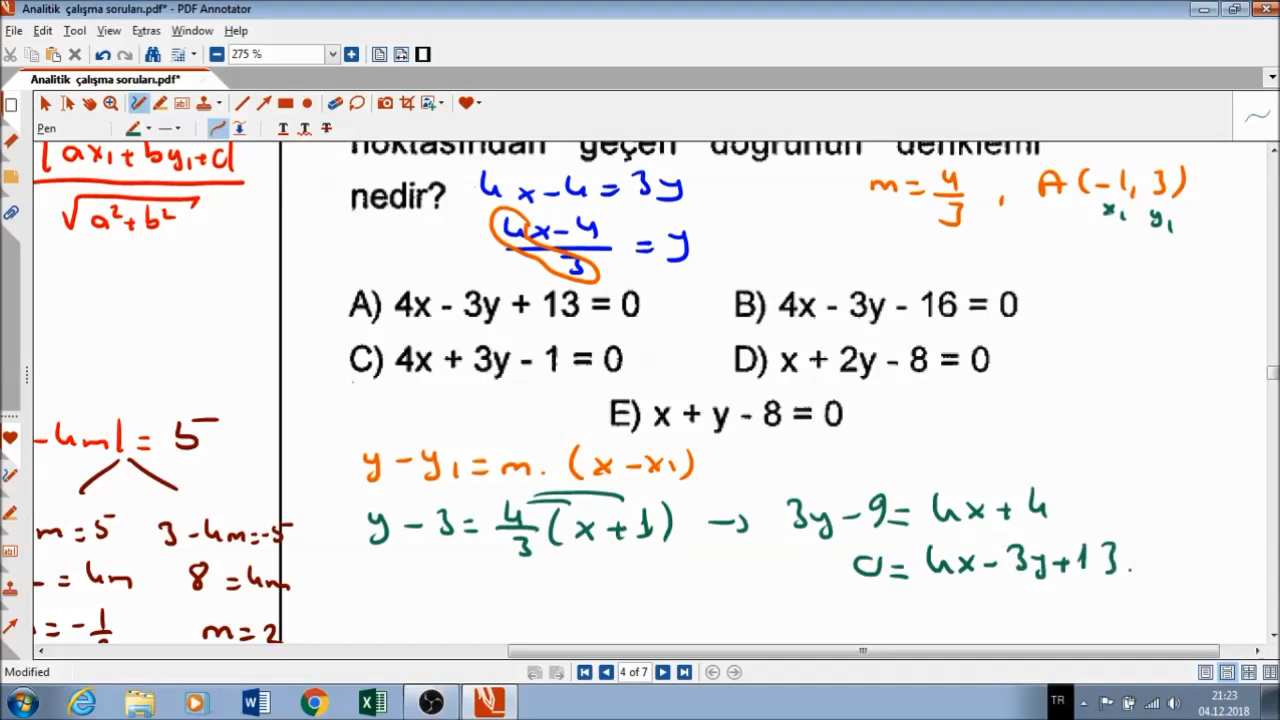 Analitik çalışma soruları.pdf* - PDF Annotator
File Edit Tool View Extras Window Help
275 %
Analitik çalışma soruları.pdf*
Pen
|ax₁+by₁+c|
√a²+b²
noktasından geçen doğrunun denklemi
nedir?
4x-4=3y
4x-4
3
= y
m=4/3 , A(-1, 3)
x₁ y₁
A) 4x - 3y + 13 = 0
B) 4x - 3y - 16 = 0
C) 4x + 3y - 1 = 0
D) x + 2y - 8 = 0
E) x + y - 8 = 0
y-y₁=m.(x-x₁)
y-3=4/3(x+1) → 3y-9=4x+4
0=4x-3y+13.
-4m|=5
m=5 3-4m=-5
=4m 8=4m
m=2
Modified
4 of 7
TR
21:23
04.12.2018